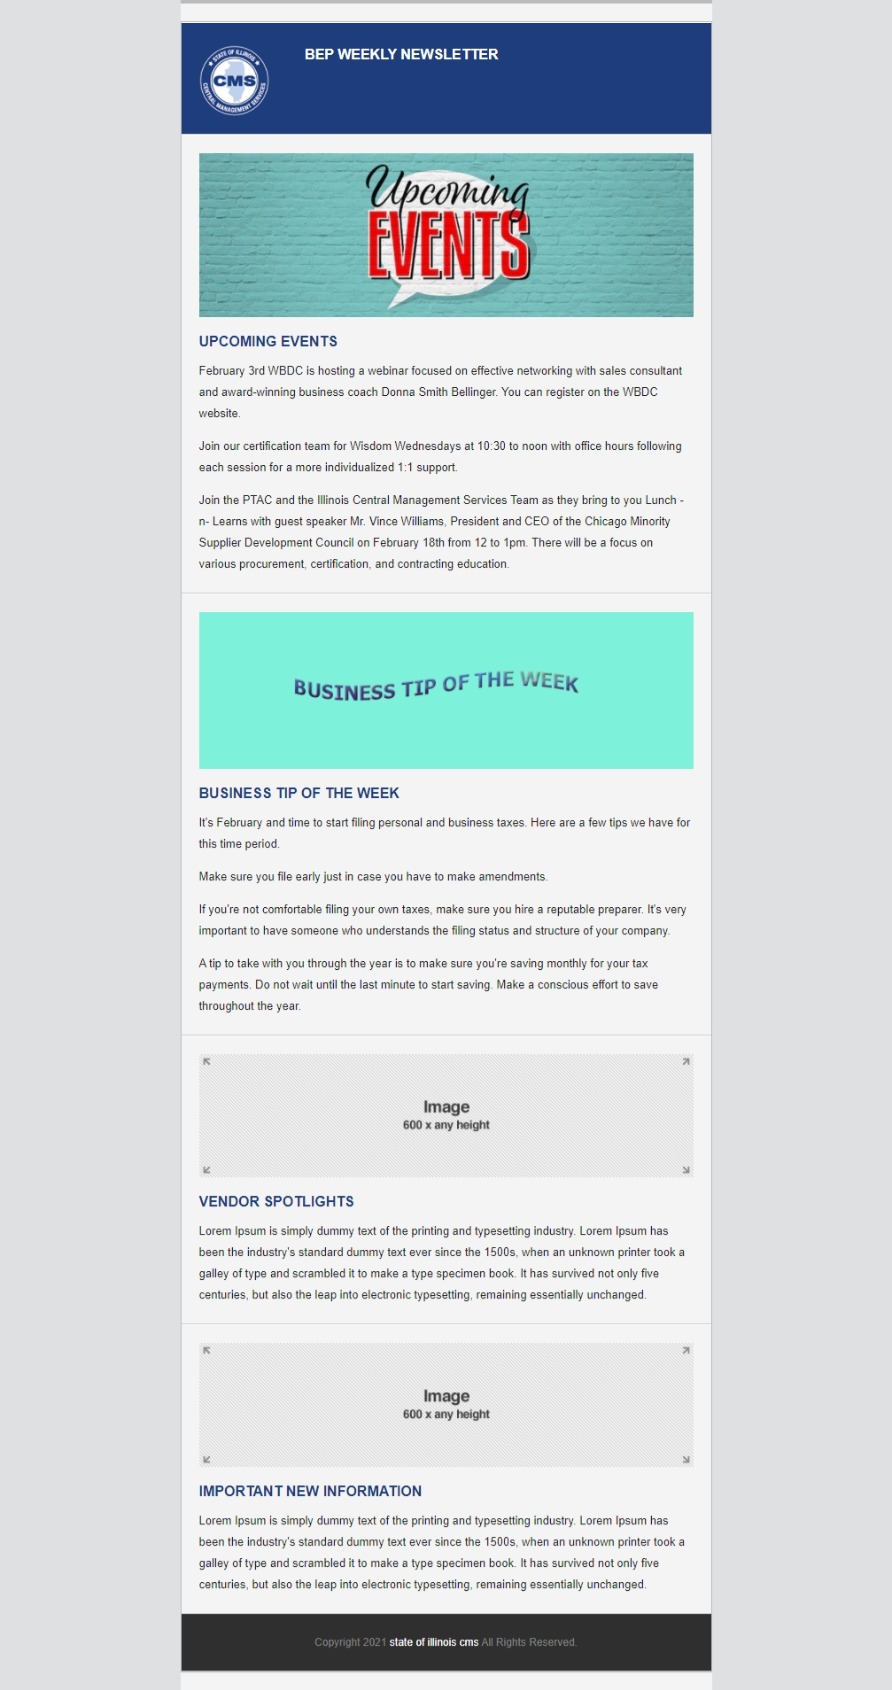 STATE OF ILLINOIS
CMS
CENTRAL MANAGEMENT SERVICES
BEP WEEKLY NEWSLETTER
Upcoming
EVENTS
UPCOMING EVENTS
February 3rd WBDC is hosting a webinar focused on effective networking with sales consultant
and award-winning business coach Donna Smith Bellinger. You can register on the WBDC
website.
Join our certification team for Wisdom Wednesdays at 10:30 to noon with office hours following
each session for a more individualized 1:1 support.
Join the PTAC and the Illinois Central Management Services Team as they bring to you Lunch -
n- Learns with guest speaker Mr. Vince Williams, President and CEO of the Chicago Minority
Supplier Development Council on February 18th from 12 to 1pm. There will be a focus on
various procurement, certification, and contracting education.
BUSINESS TIP OF THE WEEK
BUSINESS TIP OF THE WEEK
It's February and time to start filing personal and business taxes. Here are a few tips we have for
this time period.
Make sure you file early just in case you have to make amendments.
If you're not comfortable filing your own taxes, make sure you hire a reputable preparer. It's very
important to have someone who understands the filing status and structure of your company.
A tip to take with you through the year is to make sure you're saving monthly for your tax
payments. Do not wait until the last minute to start saving. Make a conscious effort to save
throughout the year.
Image
600 x any height
VENDOR SPOTLIGHTS
Lorem Ipsum is simply dummy text of the printing and typesetting industry. Lorem Ipsum has
been the industry's standard dummy text ever since the 1500s, when an unknown printer took a
galley of type and scrambled it to make a type specimen book. It has survived not only five
centuries, but also the leap into electronic typesetting, remaining essentially unchanged.
Image
600 x any height
IMPORTANT NEW INFORMATION
Lorem Ipsum is simply dummy text of the printing and typesetting industry. Lorem Ipsum has
been the industry's standard dummy text ever since the 1500s, when an unknown printer took a
galley of type and scrambled it to make a type specimen book. It has survived not only five
centuries, but also the leap into electronic typesetting, remaining essentially unchanged.
Copyright 2021 state of illinois cms All Rights Reserved.